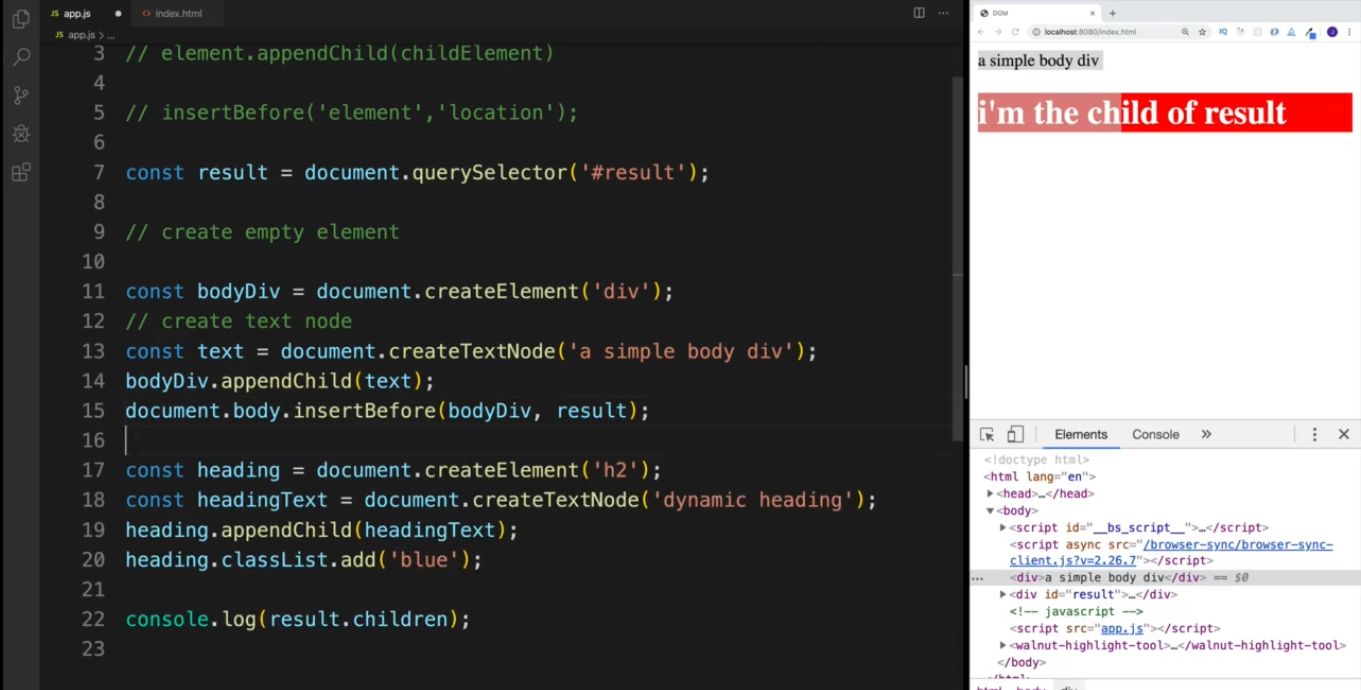 JS app.js
<> index.html
JS app.js > ...
3 // element.appendChild(childElement)
4
5 // insertBefore('element','location');
6
7 const result = document.querySelector('#result');
8
9 // create empty element
10
11 const bodyDiv = document.createElement('div');
12 // create text node
13 const text = document.createTextNode('a simple body div');
14 bodyDiv.appendChild(text);
15 document.body.insertBefore(bodyDiv, result);
16
17 const heading = document.createElement('h2');
18 const headingText = document.createTextNode('dynamic heading');
19 heading.appendChild(headingText);
20 heading.classList.add('blue');
21
22 console.log(result.children);
23
DOM
localhost:8080/index.html
a simple body div
i'm the child of result
Elements Console »
<!doctype html>
<html lang="en">
<head>…</head>
<body>
<script id="__bs_script__">…</script>
<script async src="/browser-sync/browser-sync-
client.js?v=2.26.7"></script>
<div>a simple body div</div> == $0
<div id="result">…</div>
<!-- javascript -->
<script src="app.js"></script>
<walnut-highlight-tool>…</walnut-highlight-tool>
</body>